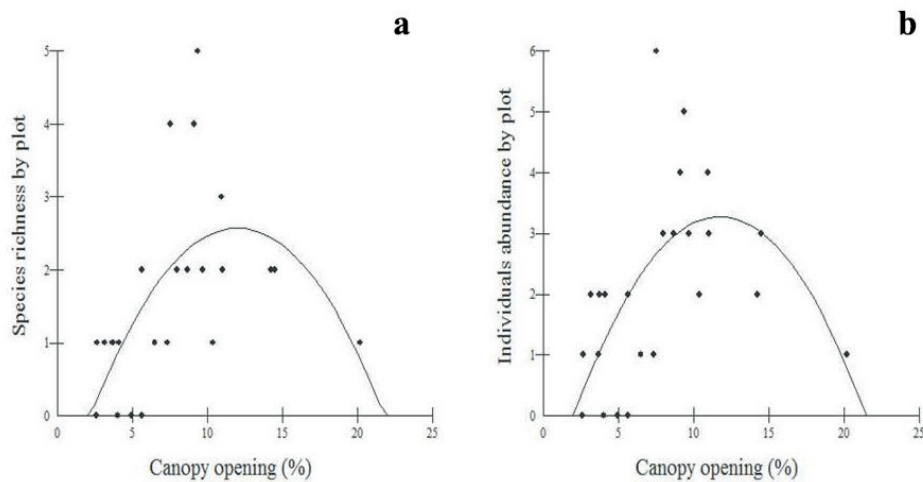 a
Species richness by plot
5
4
3
2
1
0
0 5 10 15 20 25
Canopy opening (%)
b
Individuals abundance by plot
6
5
4
3
2
1
0
0 5 10 15 20 25
Canopy opening (%)